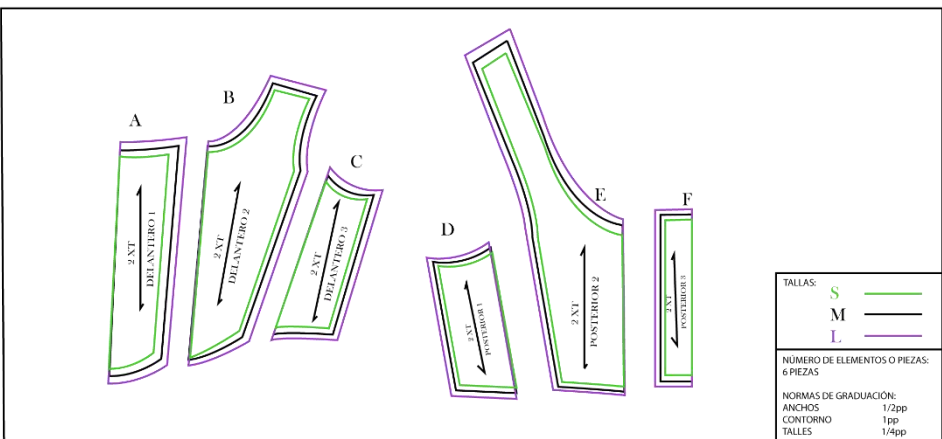 A
2 XT
DELANTERO 1
B
2 XT
DELANTERO 2
C
2 XT
DELANTERO 3
D
2 XT
POSTERIOR 1
E
2 XT
POSTERIOR 2
F
2 XT
POSTERIOR 3
TALLAS:
S
M
L
NÚMERO DE ELEMENTOS O PIEZAS:
6 PIEZAS
NORMAS DE GRADUACIÓN:
ANCHOS 1/2pp
CONTORNO 1pp
TALLES 1/4pp